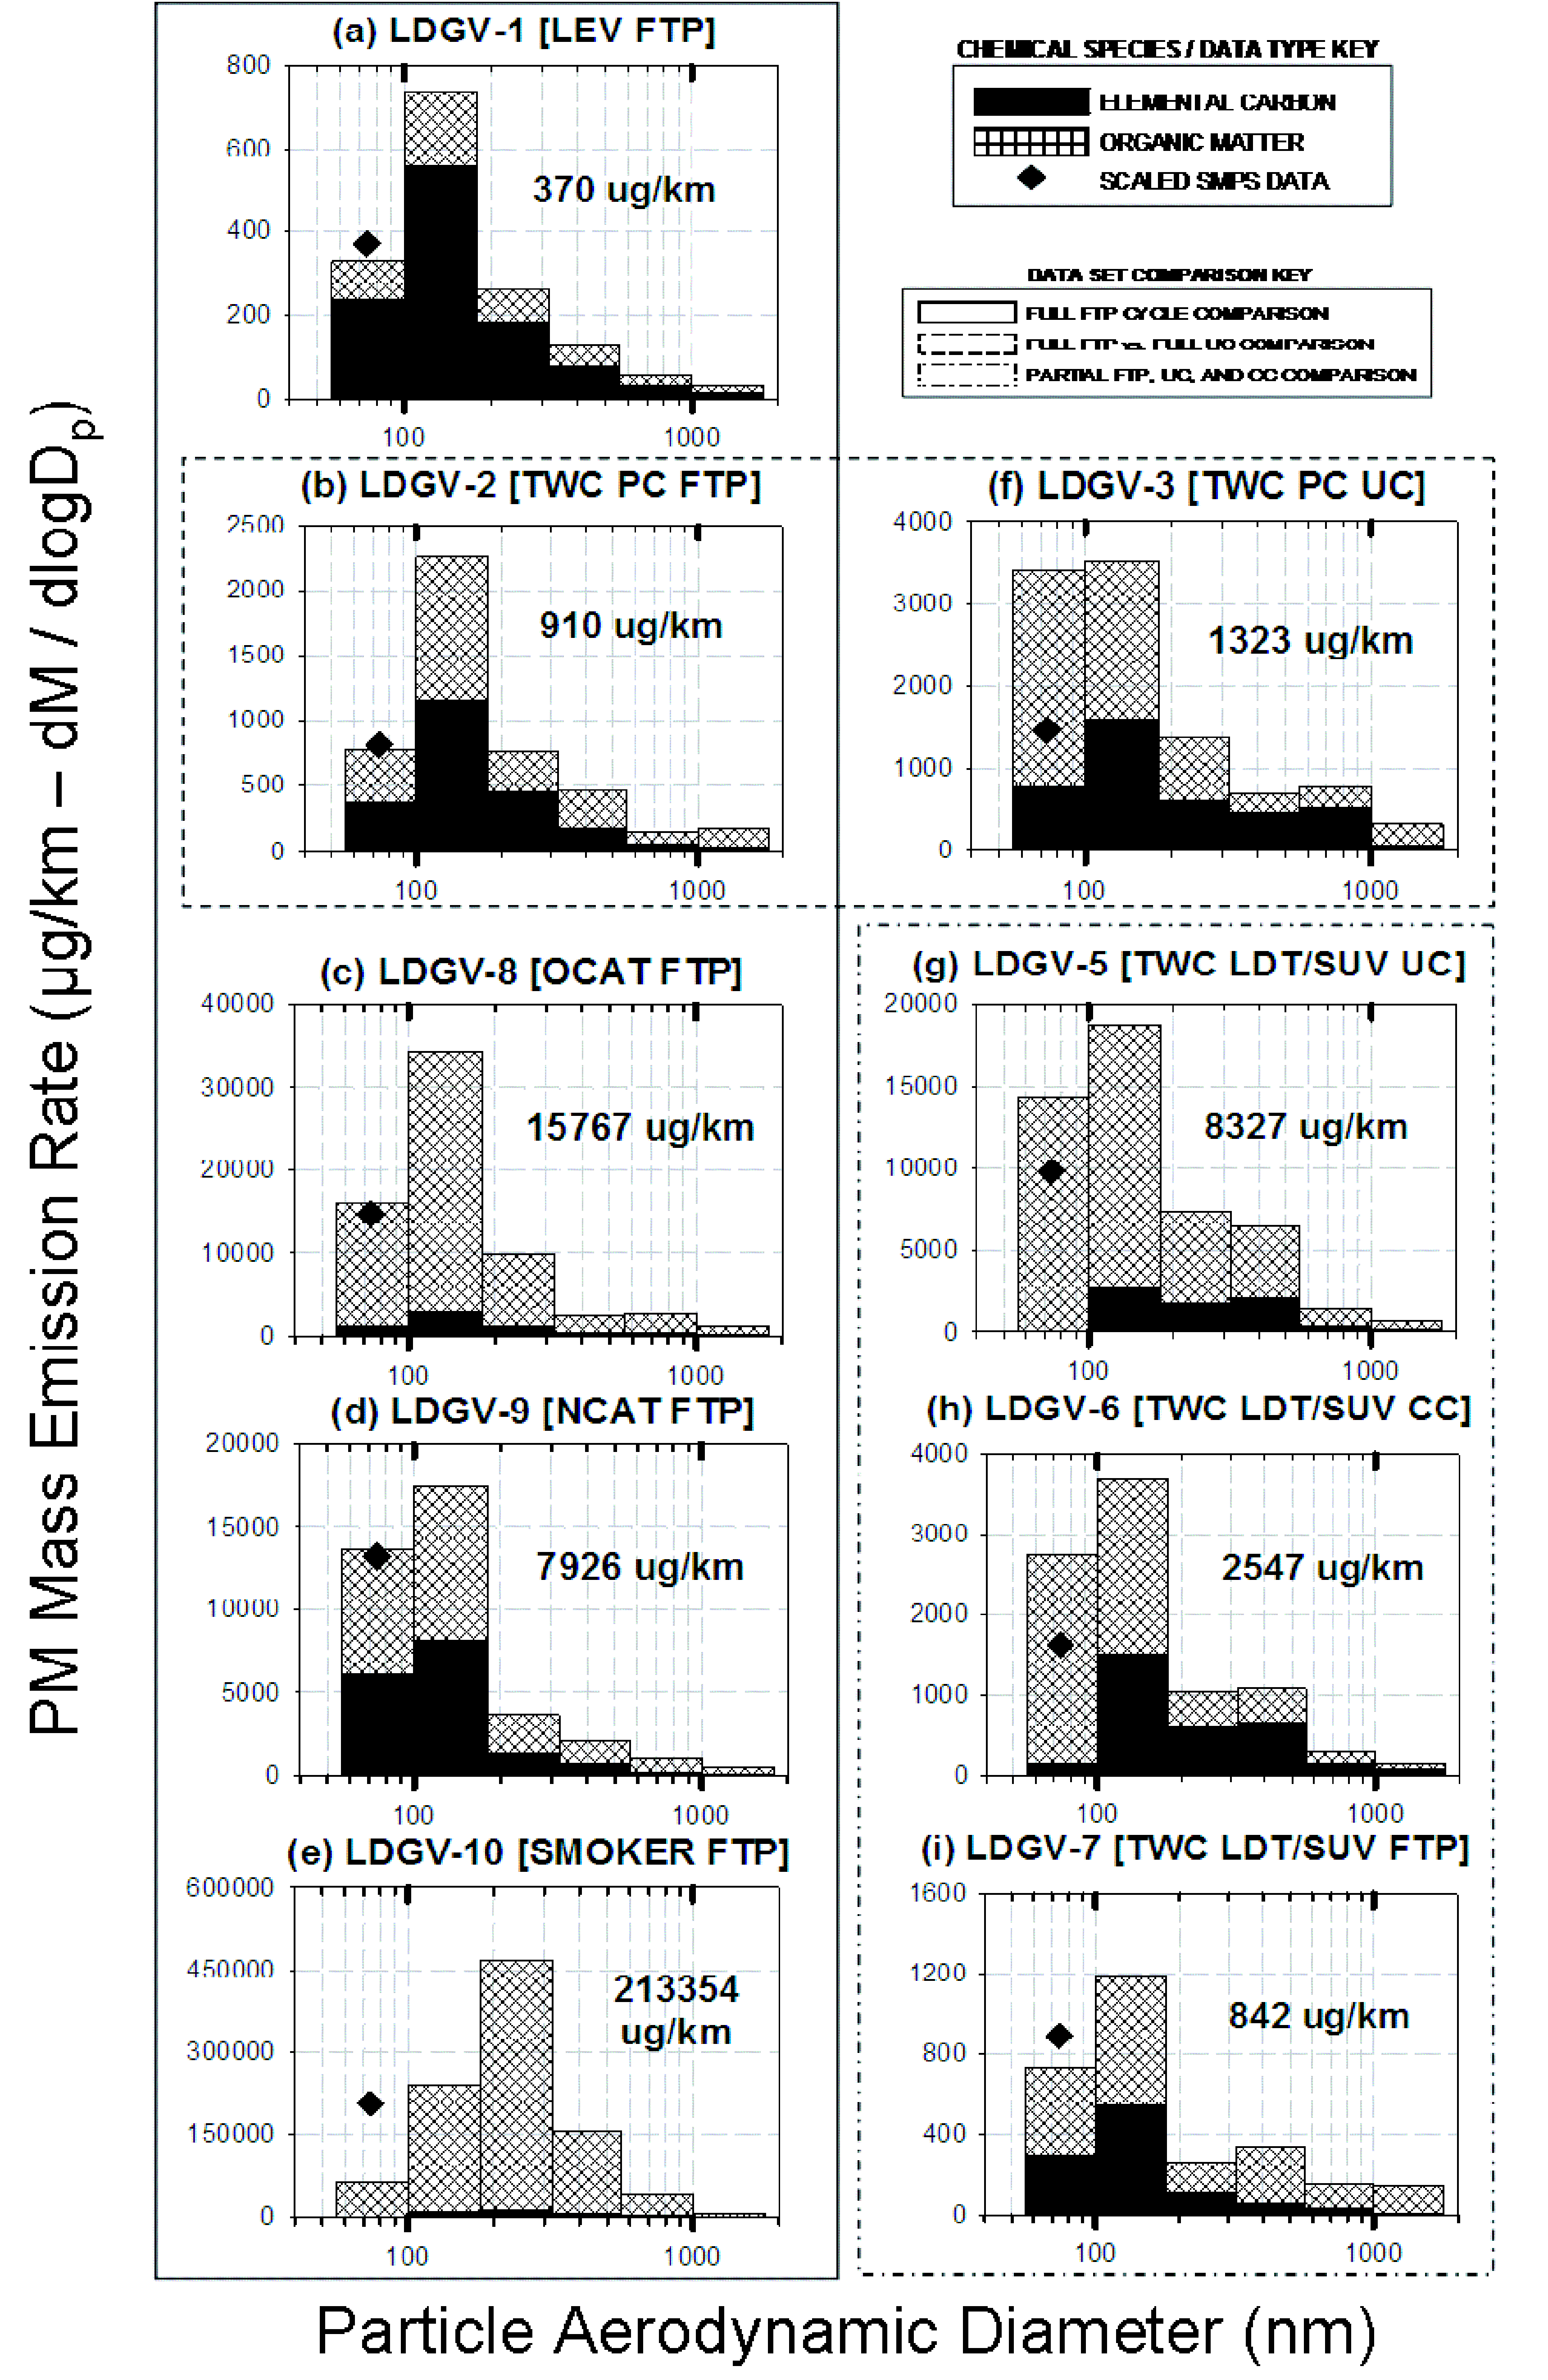 PM Mass Emission Rate (µg/km – dM / dlogDp)
(a) LDGV-1 [LEV FTP]
800
600
400
200
0
370 ug/km
100
1000
CHEMICAL SPECIES / DATA TYPE KEY
ELEMENTAL CARBON
ORGANIC MATTER
SCALED SMPS DATA
DATA SET COMPARISON KEY
FULL FTP CYCLE COMPARISON
FULL FTP vs. FULL UC COMPARISON
PARTIAL FTP, UC, AND CC COMPARISON
(b) LDGV-2 [TWC PC FTP]
2500
2000
1500
1000
500
0
910 ug/km
100
1000
(f) LDGV-3 [TWC PC UC]
4000
3000
2000
1000
0
1323 ug/km
100
1000
(c) LDGV-8 [OCAT FTP]
40000
30000
20000
10000
0
15767 ug/km
100
1000
(g) LDGV-5 [TWC LDT/SUV UC]
20000
15000
10000
5000
0
8327 ug/km
100
1000
(d) LDGV-9 [NCAT FTP]
20000
15000
10000
5000
0
7926 ug/km
100
1000
(h) LDGV-6 [TWC LDT/SUV CC]
4000
3000
2000
1000
0
2547 ug/km
100
1000
(e) LDGV-10 [SMOKER FTP]
600000
450000
300000
150000
0
213354
ug/km
100
1000
(i) LDGV-7 [TWC LDT/SUV FTP]
1600
1200
800
400
0
842 ug/km
100
1000
Particle Aerodynamic Diameter (nm)